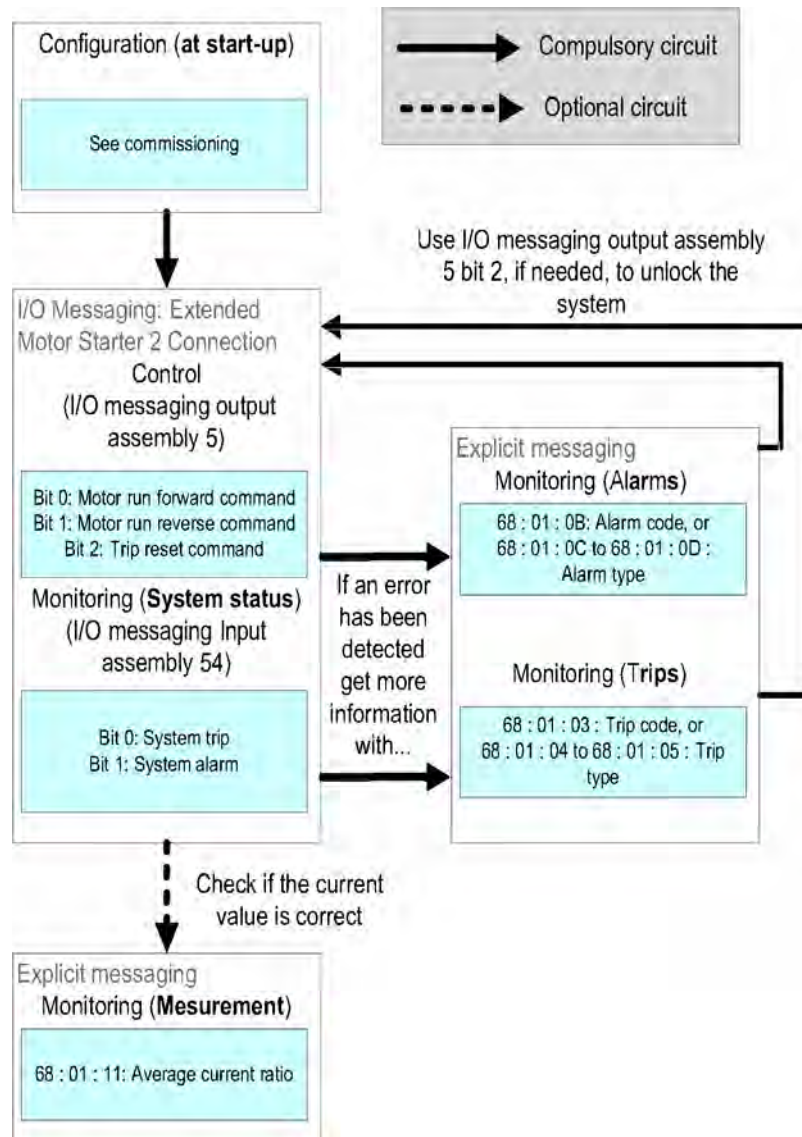 Configuration (at start-up)
See commissioning
Compulsory circuit
Optional circuit
Use I/O messaging output assembly
5 bit 2, if needed, to unlock the
system
I/O Messaging: Extended
Motor Starter 2 Connection
Control
(I/O messaging output
assembly 5)
Bit 0: Motor run forward command
Bit 1: Motor run reverse command
Bit 2: Trip reset command
Monitoring (System status)
(I/O messaging Input
assembly 54)
Bit 0: System trip
Bit 1: System alarm
If an error
has been
detected
get more
information
with...
Explicit messaging
Monitoring (Alarms)
68 : 01 : 0B: Alarm code, or
68 : 01 : 0C to 68 : 01 : 0D :
Alarm type
Monitoring (Trips)
68 : 01 : 03 : Trip code, or
68 : 01 : 04 to 68 : 01 : 05 : Trip
type
Check if the current
value is correct
Explicit messaging
Monitoring (Mesurement)
68 : 01 : 11: Average current ratio